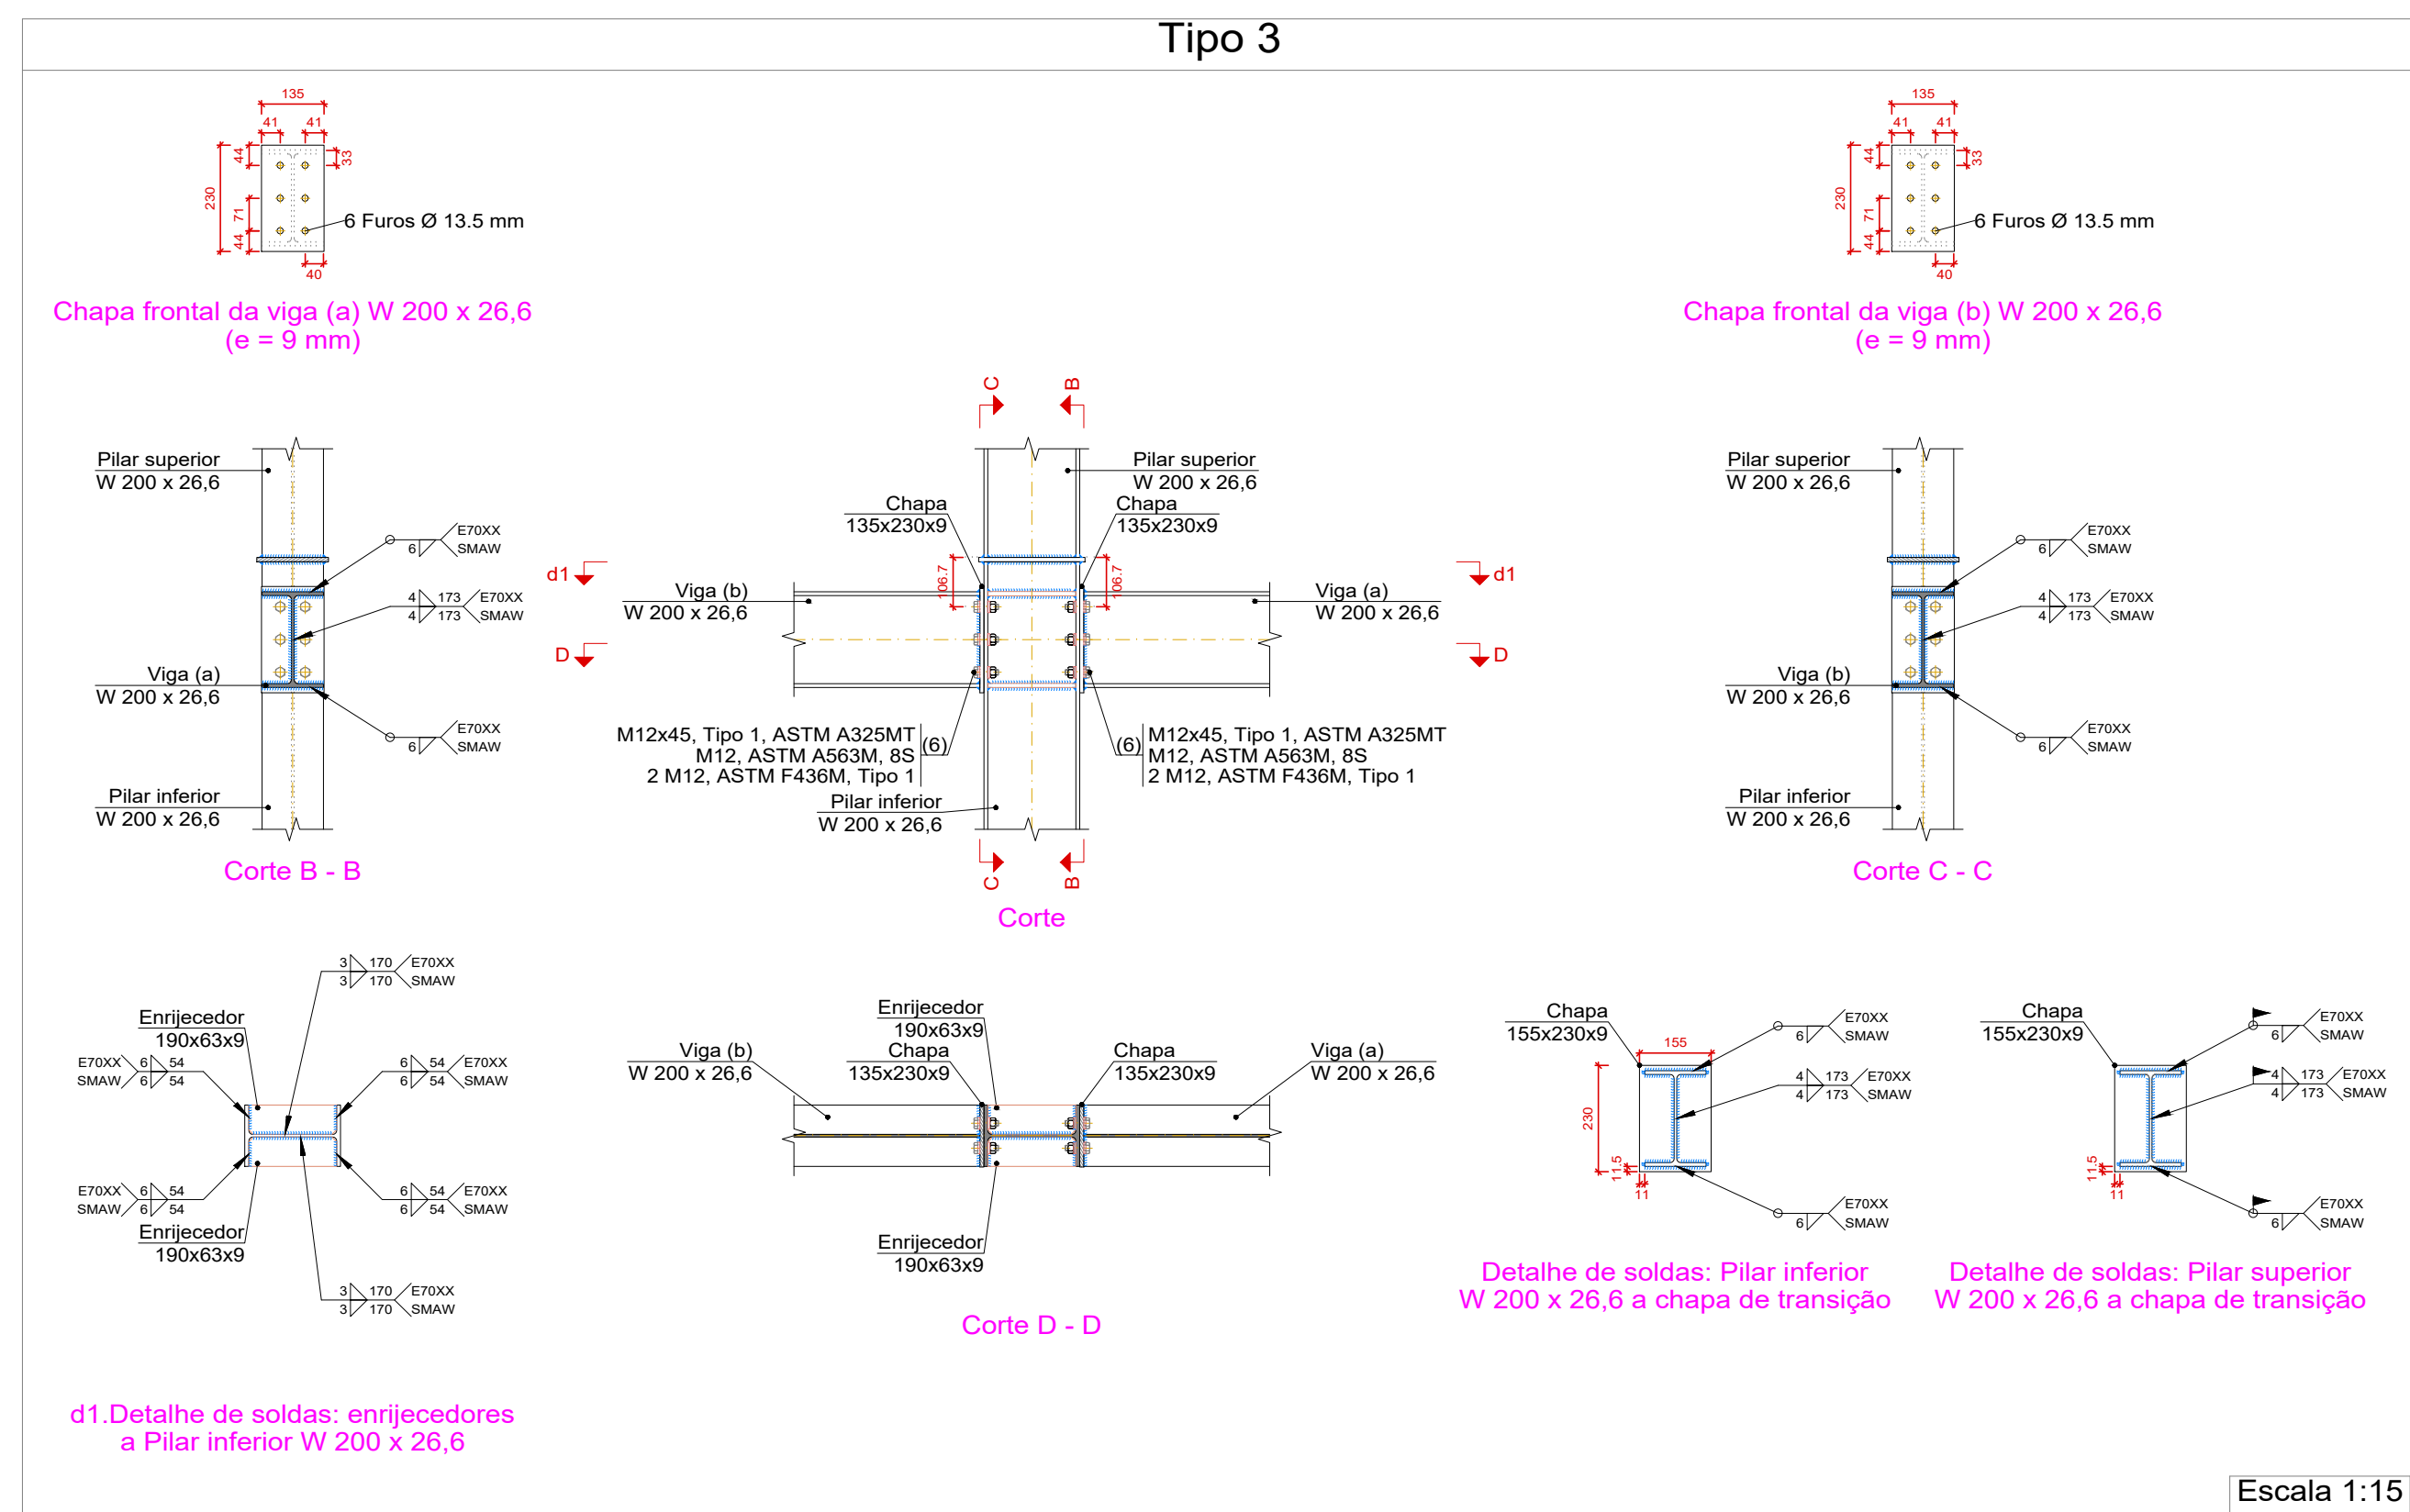 Tipo 3
135
41
41
44
33
230
71
44
40
6 Furos Ø 13.5 mm
Chapa frontal da viga (a) W 200 x 26,6
(e = 9 mm)
135
41
41
44
33
230
71
44
40
6 Furos Ø 13.5 mm
Chapa frontal da viga (b) W 200 x 26,6
(e = 9 mm)
Pilar superior
W 200 x 26,6
E70XX
6
SMAW
4 173 E70XX
4 173 SMAW
Viga (a)
W 200 x 26,6
E70XX
6
SMAW
Pilar inferior
W 200 x 26,6
Corte B - B
C
B
Pilar superior
W 200 x 26,6
Chapa
135x230x9
Chapa
135x230x9
d1
d1
106.7
106.7
Viga (b)
W 200 x 26,6
Viga (a)
W 200 x 26,6
D
D
M12x45, Tipo 1, ASTM A325MT
M12, ASTM A563M, 8S
2 M12, ASTM F436M, Tipo 1
(6)
(6)
M12x45, Tipo 1, ASTM A325MT
M12, ASTM A563M, 8S
2 M12, ASTM F436M, Tipo 1
Pilar inferior
W 200 x 26,6
C
B
Corte
Pilar superior
W 200 x 26,6
E70XX
6
SMAW
4 173 E70XX
4 173 SMAW
Viga (b)
W 200 x 26,6
E70XX
6
SMAW
Pilar inferior
W 200 x 26,6
Corte C - C
3 170 E70XX
3 170 SMAW
Enrijecedor
190x63x9
E70XX 6 54
SMAW 6 54
6 54 E70XX
6 54 SMAW
E70XX 6 54
SMAW 6 54
6 54 E70XX
6 54 SMAW
Enrijecedor
190x63x9
3 170 E70XX
3 170 SMAW
d1.Detalhe de soldas: enrijecedores
a Pilar inferior W 200 x 26,6
Enrijecedor
190x63x9
Viga (b)
W 200 x 26,6
Chapa
135x230x9
Chapa
135x230x9
Viga (a)
W 200 x 26,6
Enrijecedor
190x63x9
Corte D - D
Chapa
155x230x9
155
230
11.5
11
E70XX
6
SMAW
4 173 E70XX
4 173 SMAW
E70XX
6
SMAW
Detalhe de soldas: Pilar inferior
W 200 x 26,6 a chapa de transição
Chapa
155x230x9
11.5
11
E70XX
6
SMAW
4 173 E70XX
4 173 SMAW
E70XX
6
SMAW
Detalhe de soldas: Pilar superior
W 200 x 26,6 a chapa de transição
Escala 1:15